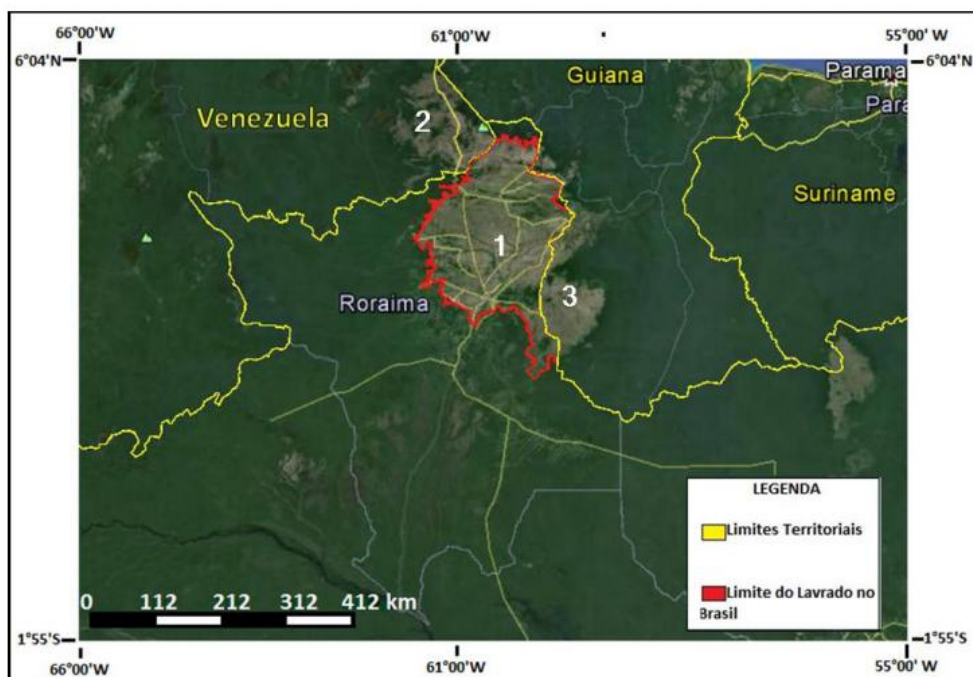 66°00'W 61°00'W 55°00' W
6°04'N 6°04'N
Guiana Parama
Para
Venezuela 2
Suriname
1
3
Roraima
LEGENDA
Limites Territoriais
Limite do Lavrado no
Brasil
0 112 212 312 412 km
1°55'S 1°55'S
66°00'W 61°00'W 55°00' W